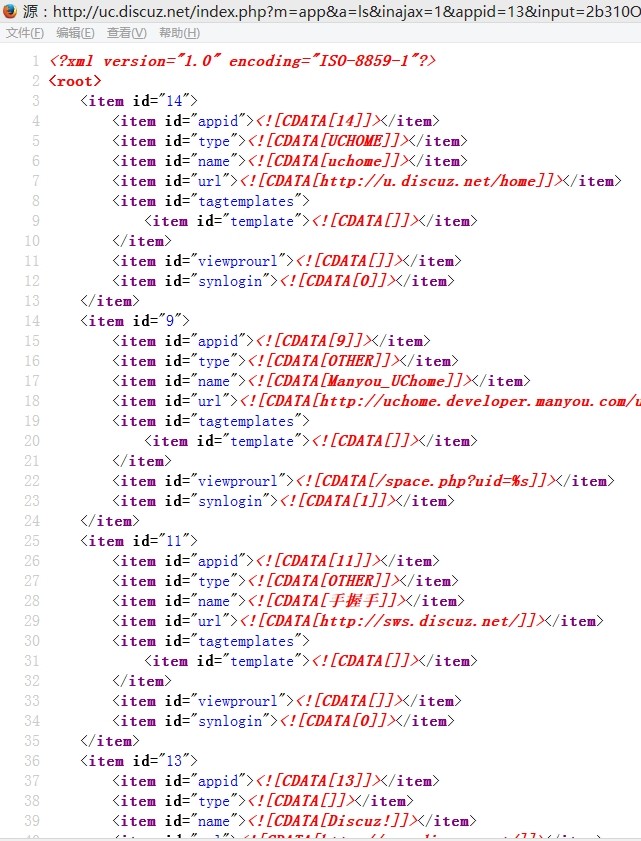 源：http://uc.discuz.net/index.php?m=app&a=ls&inajax=1&appid=13&input=2b310O
文件(F) 编辑(E) 查看(V) 帮助(H)
1 <?xml version="1.0" encoding="ISO-8859-1"?>
2 <root>
3 <item id="14">
4 <item id="appid"><![CDATA[14]]></item>
5 <item id="type"><![CDATA[UCHOME]]></item>
6 <item id="name"><![CDATA[uchome]]></item>
7 <item id="url"><![CDATA[http://u.discuz.net/home]]></item>
8 <item id="tagtemplates">
9 <item id="template"><![CDATA[]]></item>
10 </item>
11 <item id="viewprourl"><![CDATA[]]></item>
12 <item id="synlogin"><![CDATA[0]]></item>
13 </item>
14 <item id="9">
15 <item id="appid"><![CDATA[9]]></item>
16 <item id="type"><![CDATA[OTHER]]></item>
17 <item id="name"><![CDATA[Manyou_UChome]]></item>
18 <item id="url"><![CDATA[http://uchome.developer.manyou.com/u
19 <item id="tagtemplates">
20 <item id="template"><![CDATA[]]></item>
21 </item>
22 <item id="viewprourl"><![CDATA[/space.php?uid=%s]]></item>
23 <item id="synlogin"><![CDATA[1]]></item>
24 </item>
25 <item id="11">
26 <item id="appid"><![CDATA[11]]></item>
27 <item id="type"><![CDATA[OTHER]]></item>
28 <item id="name"><![CDATA[手握手]]></item>
29 <item id="url"><![CDATA[http://sws.discuz.net/]]></item>
30 <item id="tagtemplates">
31 <item id="template"><![CDATA[]]></item>
32 </item>
33 <item id="viewprourl"><![CDATA[]]></item>
34 <item id="synlogin"><![CDATA[0]]></item>
35 </item>
36 <item id="13">
37 <item id="appid"><![CDATA[13]]></item>
38 <item id="type"><![CDATA[]]></item>
39 <item id="name"><![CDATA[Discuz!]]></item>